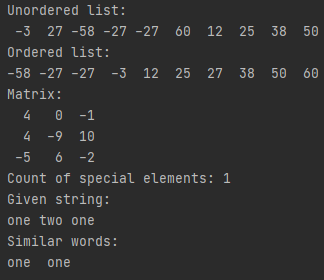 Unordered list:
 -3  27 -58 -27 -27  60  12  25  38  50
Ordered list:
-58 -27 -27  -3  12  25  27  38  50  60
Matrix:
  4   0  -1
  4  -9  10
 -5   6  -2
Count of special elements: 1
Given string:
one two one
Similar words:
one  one